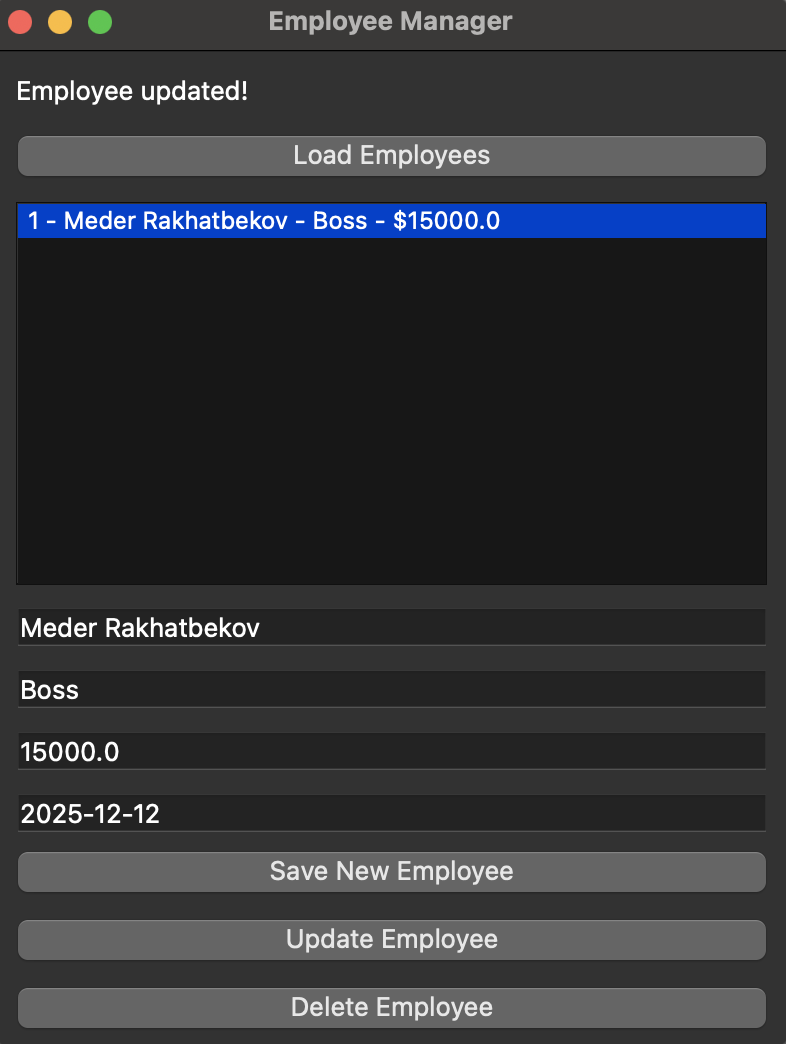 Employee Manager
Employee updated!
Load Employees
1 - Meder Rakhatbekov - Boss - $15000.0
Meder Rakhatbekov
Boss
15000.0
2025-12-12
Save New Employee
Update Employee
Delete Employee